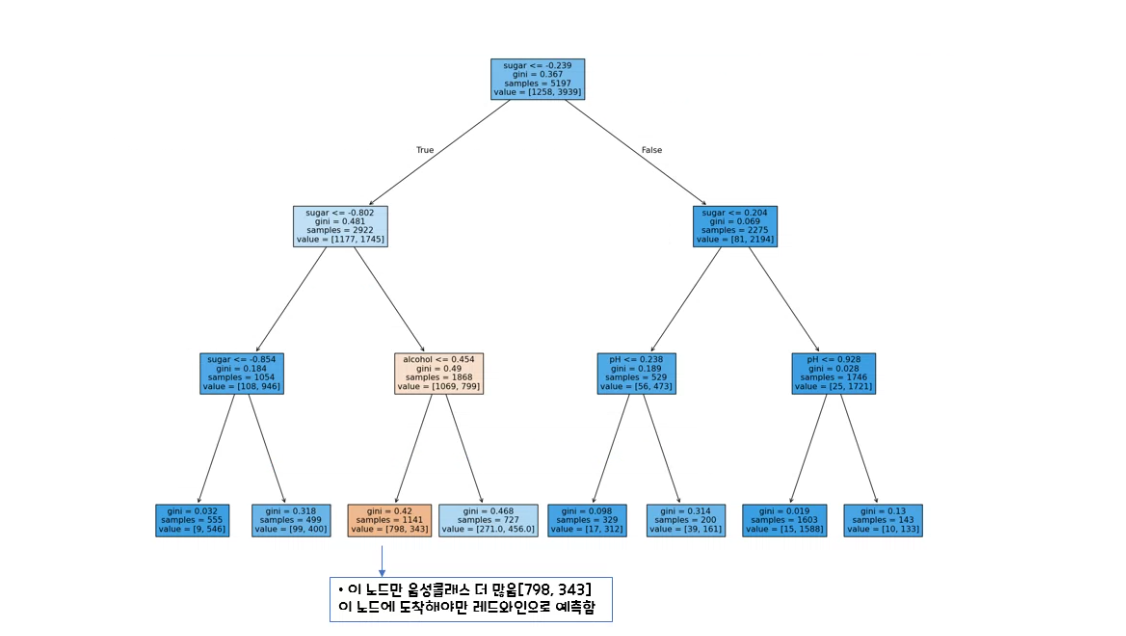 sugar <= -0.239
gini = 0.367
samples = 5197
value = [1258, 3939]
True
False
sugar <= -0.802
gini = 0.481
samples = 2922
value = [1177, 1745]
sugar <= 0.204
gini = 0.069
samples = 2275
value = [81, 2194]
sugar <= -0.854
gini = 0.184
samples = 1054
value = [108, 946]
alcohol <= 0.454
gini = 0.49
samples = 1868
value = [1069, 799]
pH <= 0.238
gini = 0.189
samples = 529
value = [56, 473]
pH <= 0.928
gini = 0.028
samples = 1746
value = [25, 1721]
gini = 0.032
samples = 555
value = [9, 546]
gini = 0.318
samples = 499
value = [99, 400]
gini = 0.42
samples = 1141
value = [798, 343]
gini = 0.468
samples = 727
value = [271.0, 456.0]
gini = 0.098
samples = 329
value = [17, 312]
gini = 0.314
samples = 200
value = [39, 161]
gini = 0.019
samples = 1603
value = [15, 1588]
gini = 0.13
samples = 143
value = [10, 133]
• 이 노드만 음성클래스 더 많음[798, 343]
이 노드에 도착해야만 레드와인으로 예측함